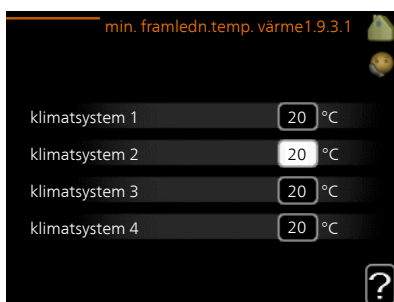 min. framledn.temp. värme1.9.3.1
klimatsystem 1 20 °C
klimatsystem 2 20 °C
klimatsystem 3 20 °C
klimatsystem 4 20 °C
?